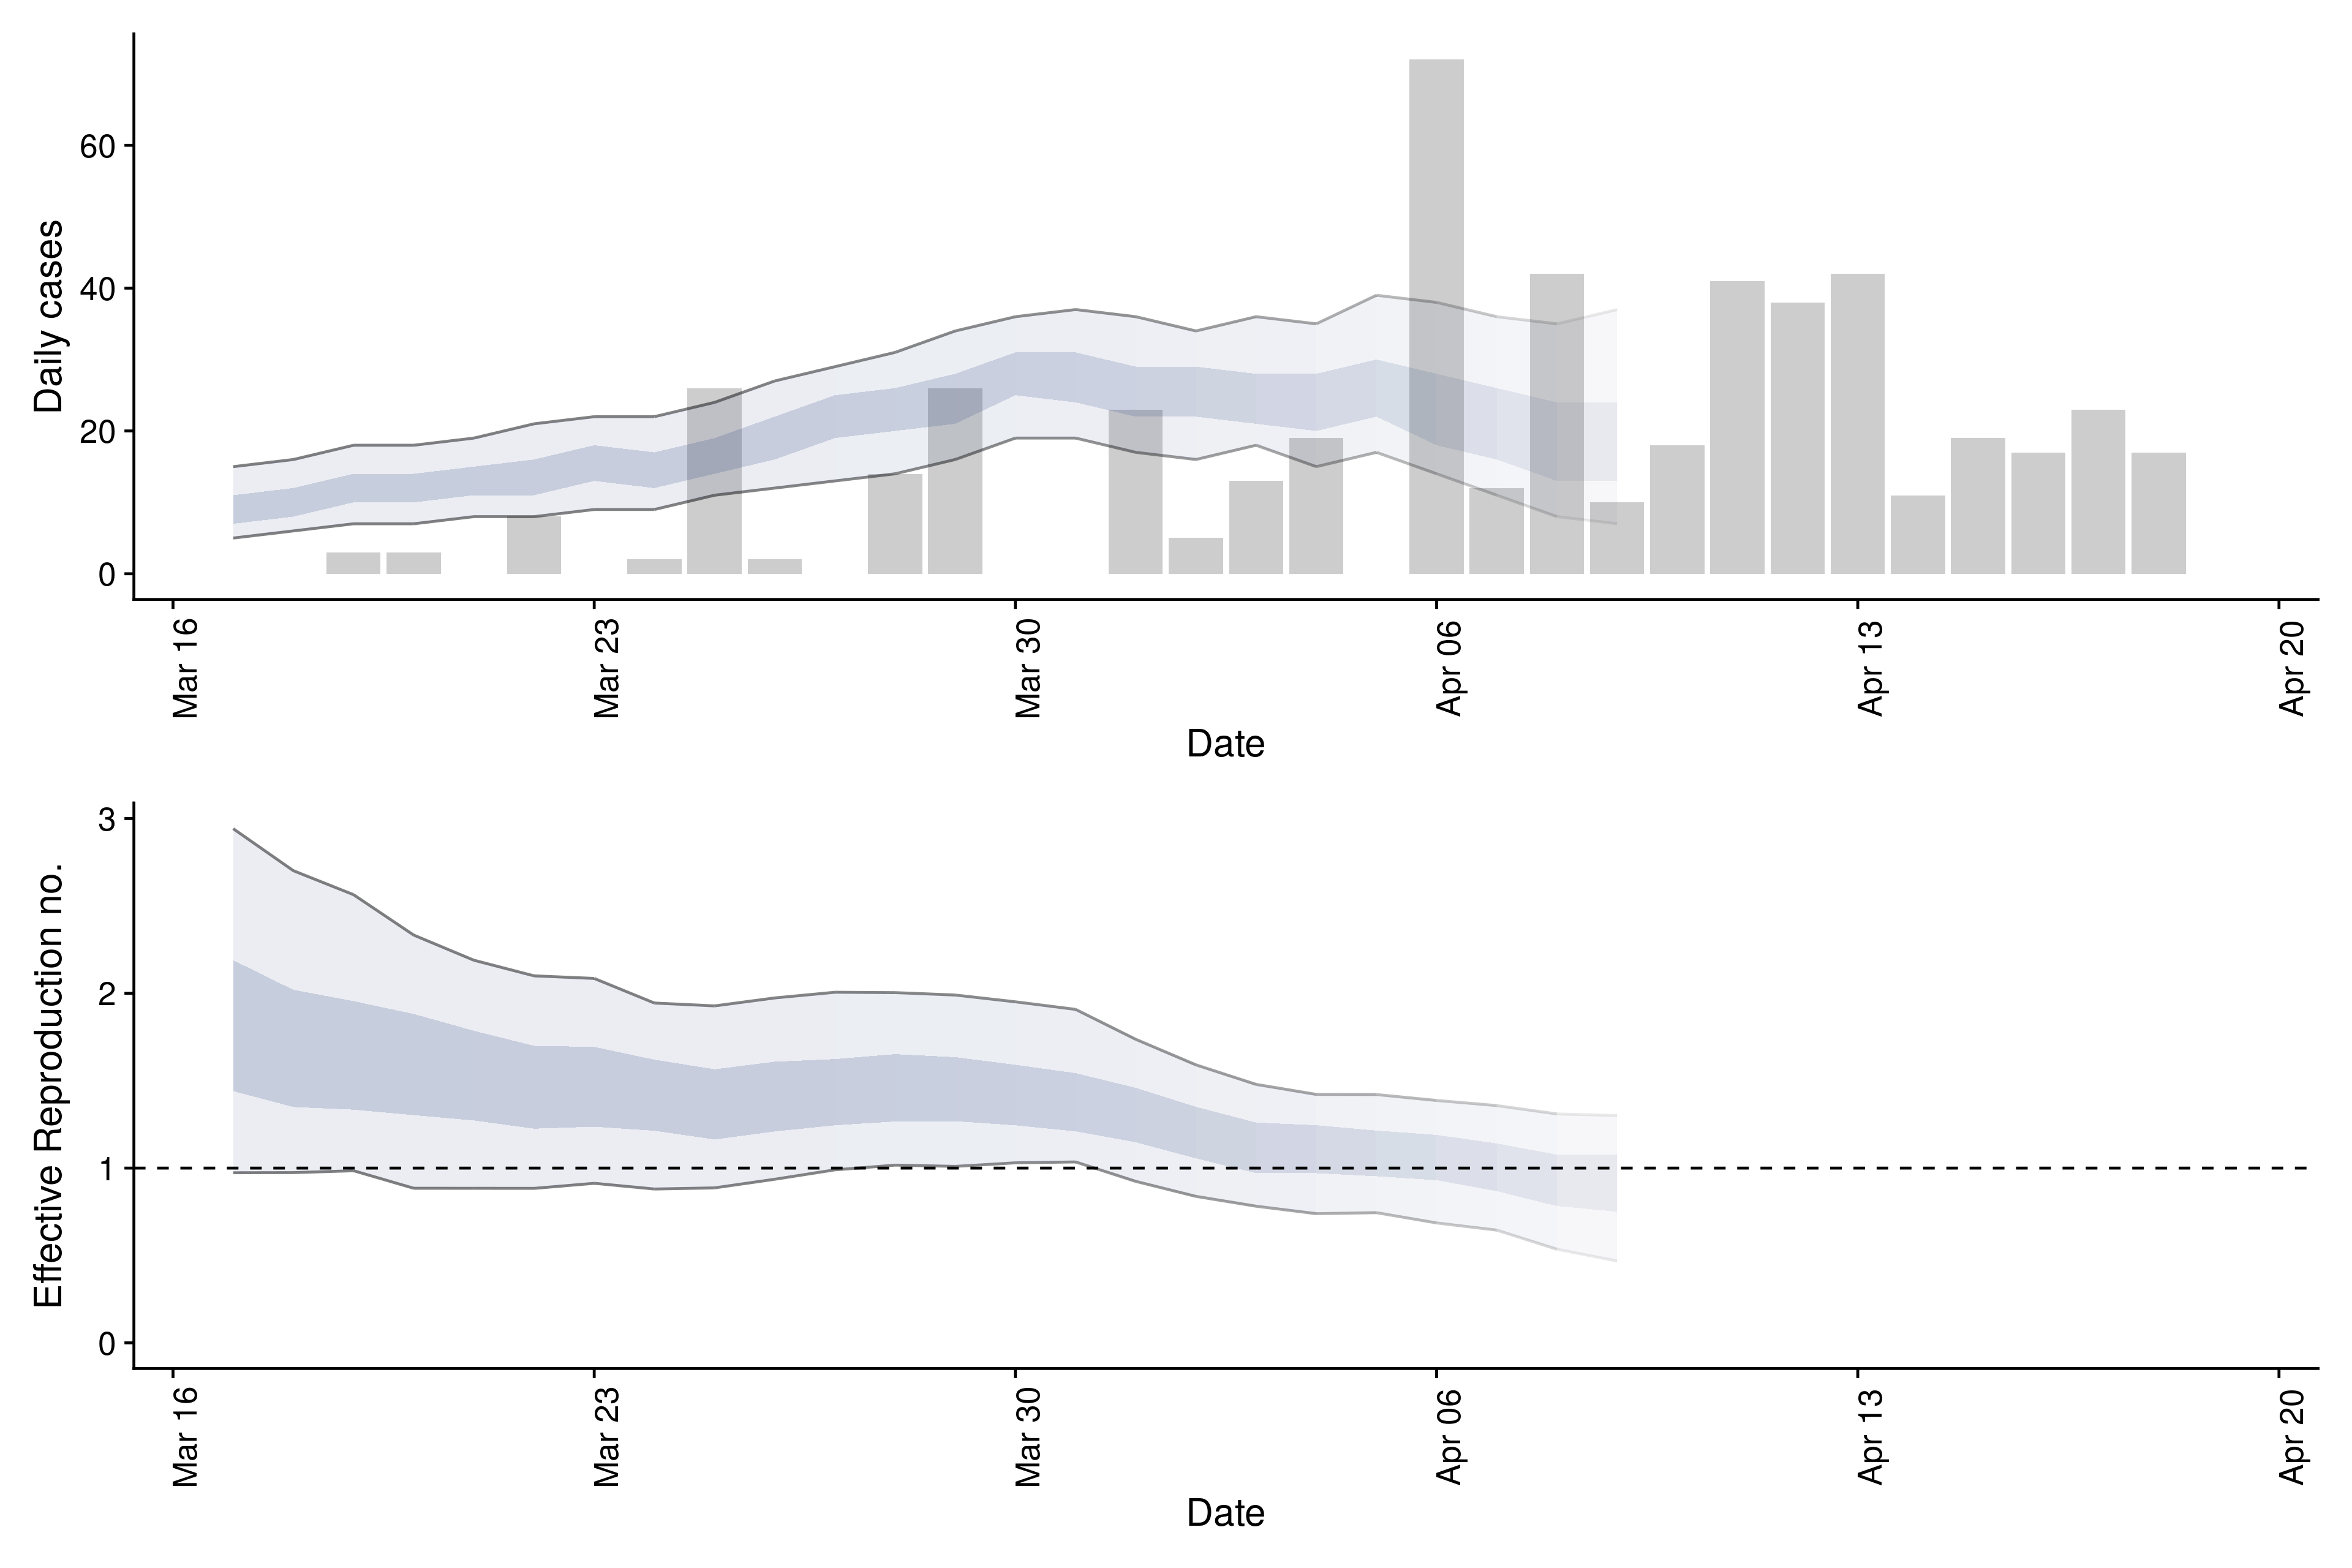 Daily cases
60
40
20
0
Mar 16
Mar 23
Mar 30
Apr 06
Apr 13
Apr 20
Date
Effective Reproduction no.
3
2
1
0
Mar 16
Mar 23
Mar 30
Apr 06
Apr 13
Apr 20
Date